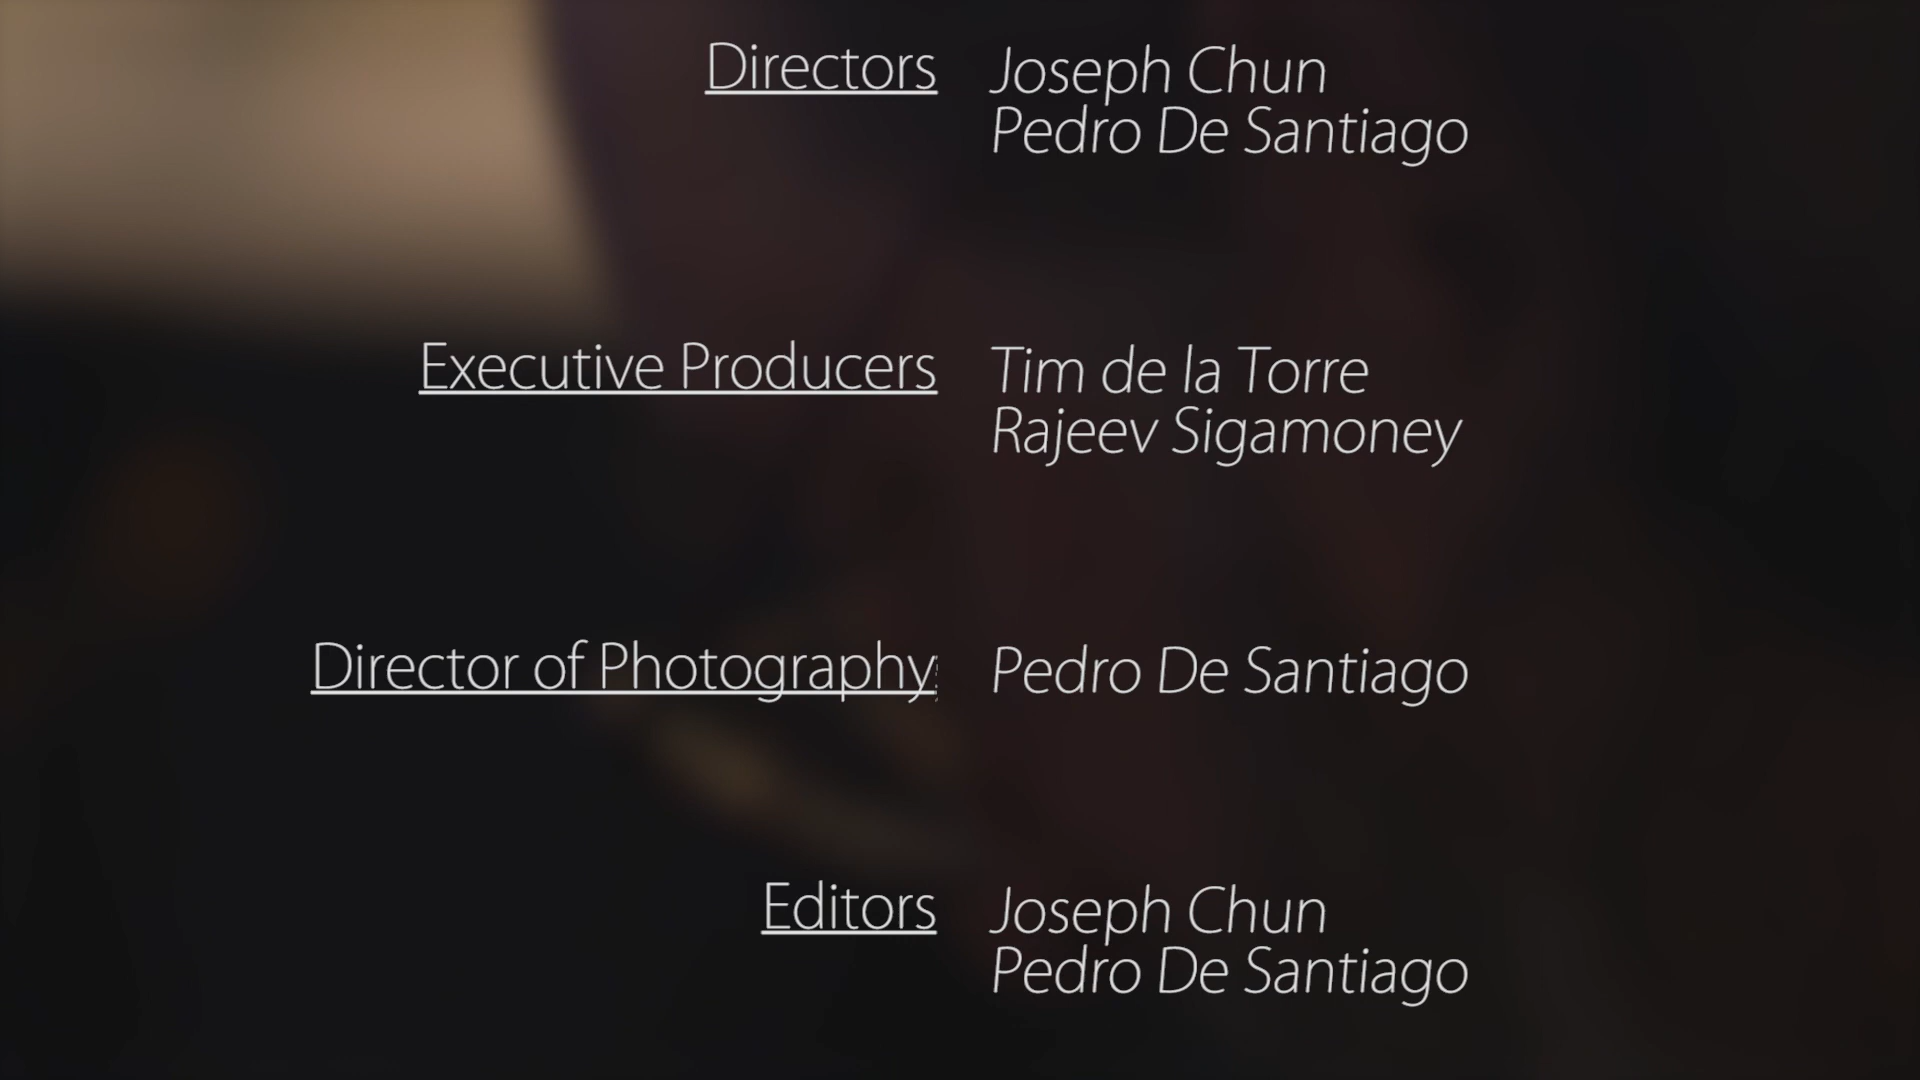 Directors Joseph Chun
Pedro De Santiago
Executive Producers Tim de la Torre
Rajeev Sigamoney
Director of Photography Pedro De Santiago
Editors Joseph Chun
Pedro De Santiago